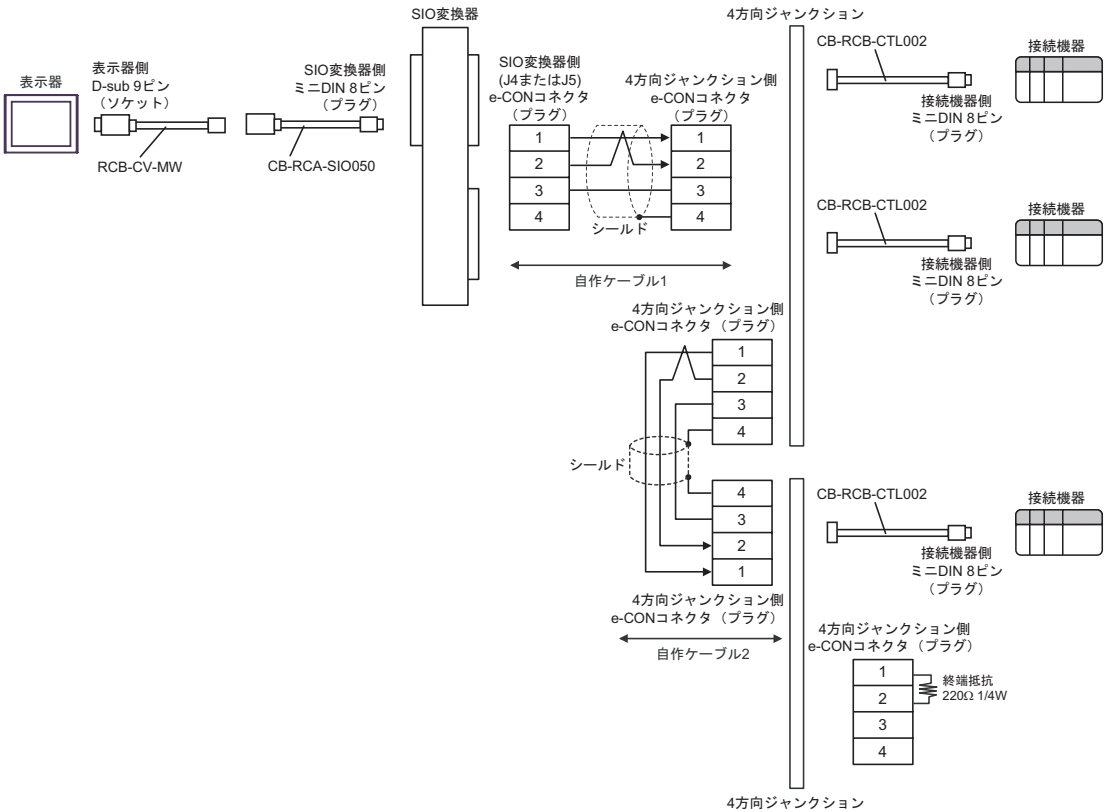 SIO変換器
4方向ジャンクション
表示器
表示器側
D-sub 9ピン
（ソケット）
RCB-CV-MW
SIO変換器側
ミニDIN 8ピン
（プラグ）
CB-RCA-SIO050
SIO変換器側
(J4またはJ5)
e-CONコネクタ
（プラグ）
1
2
3
4
4方向ジャンクション側
e-CONコネクタ
（プラグ）
1
2
3
4
シールド
自作ケーブル1
CB-RCB-CTL002
接続機器側
ミニDIN 8ピン
（プラグ）
接続機器
CB-RCB-CTL002
接続機器側
ミニDIN 8ピン
（プラグ）
接続機器
4方向ジャンクション側
e-CONコネクタ（プラグ）
1
2
3
4
シールド
4
3
2
1
4方向ジャンクション側
e-CONコネクタ（プラグ）
自作ケーブル2
CB-RCB-CTL002
接続機器側
ミニDIN 8ピン
（プラグ）
接続機器
4方向ジャンクション側
e-CONコネクタ（プラグ）
1
2
3
4
終端抵抗
220Ω 1/4W
4方向ジャンクション